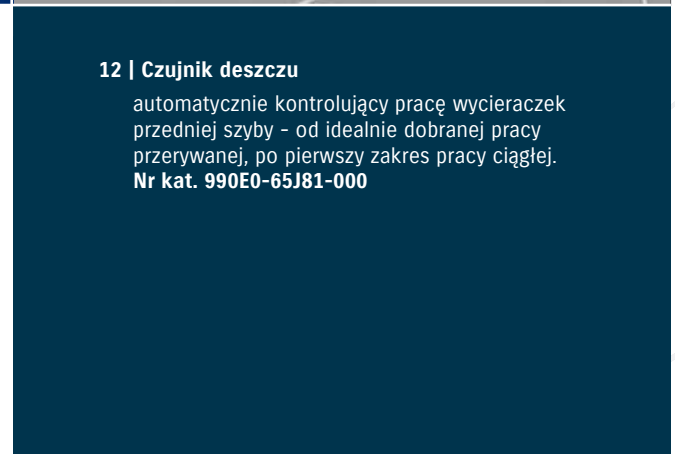 12 | Czujnik deszczu
automatycznie kontrolujący pracę wycieraczek
przedniej szyby - od idealnie dobranej pracy
przerywanej, po pierwszy zakres pracy ciągłej.
Nr kat. 990E0-65J81-000